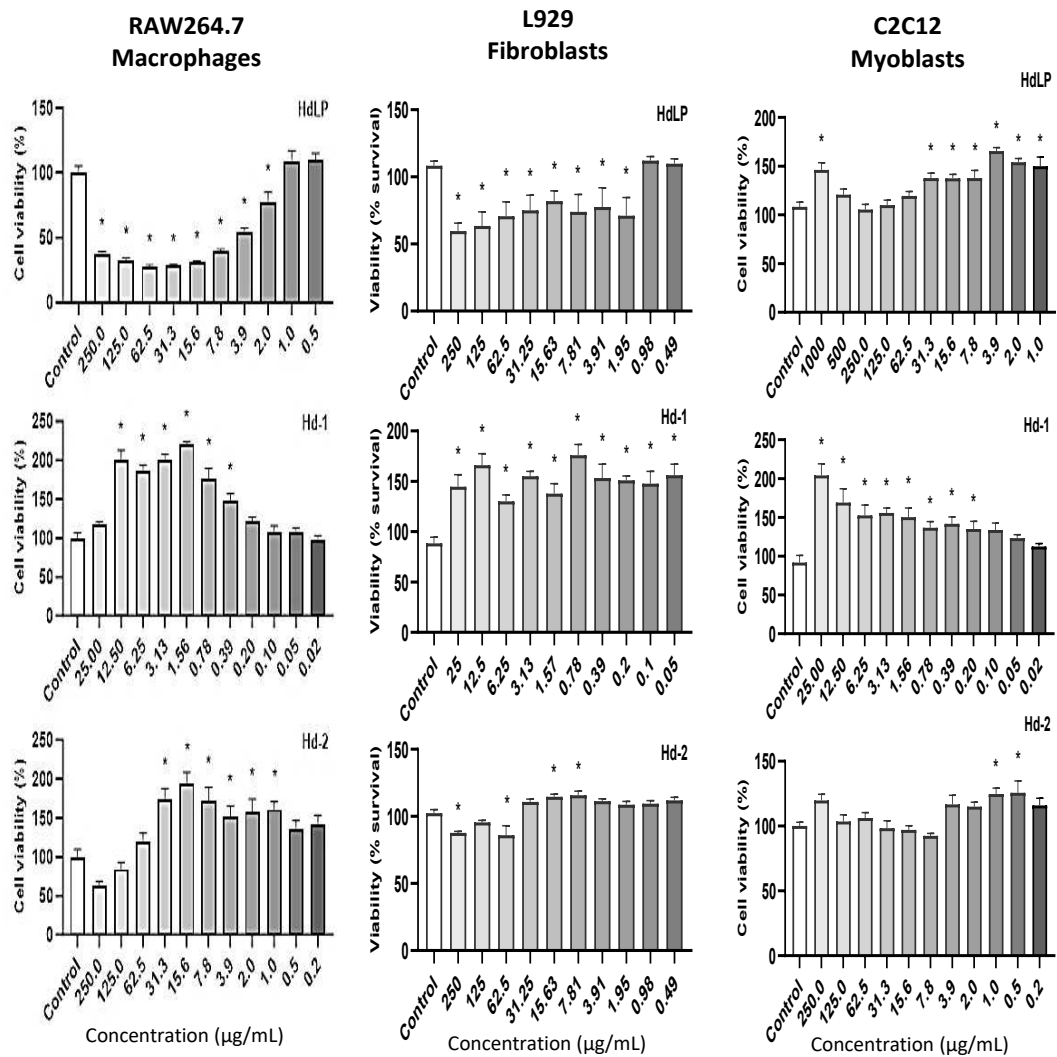 RAW264.7
Macrophages
L929
Fibroblasts
C2C12
Myoblasts
HdLP
Cell viability (%)
150
100
50
0
* * * * * * * *
Control 250.0 125.0 62.5 31.3 15.6 7.8 3.9 2.0 1.0 0.5
HdLP
Viability (% survival)
150
100
50
0
* * * * * * * *
Control 250 125 62.5 31.25 15.63 7.81 3.91 1.95 0.98 0.49
HdLP
Cell viability (%)
200
150
100
50
0
* * * * * * *
Control 1000 500 250.0 125.0 62.5 31.3 15.6 7.8 3.9 2.0 1.0
Hd-1
Cell viability (%)
250
200
150
100
50
0
* * * * * *
Control 25.00 12.50 6.25 3.13 1.56 0.78 0.39 0.20 0.10 0.05 0.02
Hd-1
Viability (% survival)
200
150
100
50
0
* * * * * * * * * *
Control 25 12.5 6.25 3.13 1.57 0.78 0.39 0.2 0.1 0.05
Hd-1
Cell viability (%)
250
200
150
100
50
0
* * * * * * * *
Control 25.00 12.50 6.25 3.13 1.56 0.78 0.39 0.20 0.10 0.05 0.02
Hd-2
Cell viability (%)
250
200
150
100
50
0
* * * * * *
Control 250.0 125.0 62.5 31.3 15.6 7.8 3.9 2.0 1.0 0.5 0.2
Concentration (µg/mL)
Hd-2
Viability (% survival)
150
100
50
0
* * * *
Control 250 125 62.5 31.25 15.63 7.81 3.91 1.95 0.98 0.49
Concentration (µg/mL)
Hd-2
Cell viability (%)
150
100
50
0
* *
Control 250.0 125.0 62.5 31.3 15.6 7.8 3.9 2.0 1.0 0.5 0.2
Concentration (µg/mL)